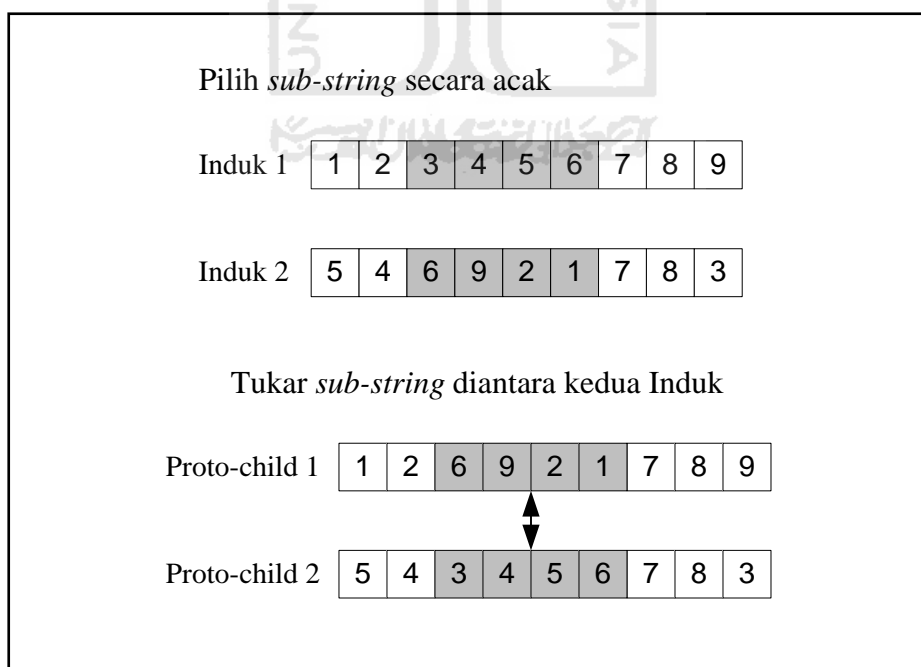 Pilih sub-string secara acak
Induk 1 1 2 3 4 5 6 7 8 9
Induk 2 5 4 6 9 2 1 7 8 3
Tukar sub-string diantara kedua Induk
Proto-child 1 1 2 6 9 2 1 7 8 9
Proto-child 2 5 4 3 4 5 6 7 8 3